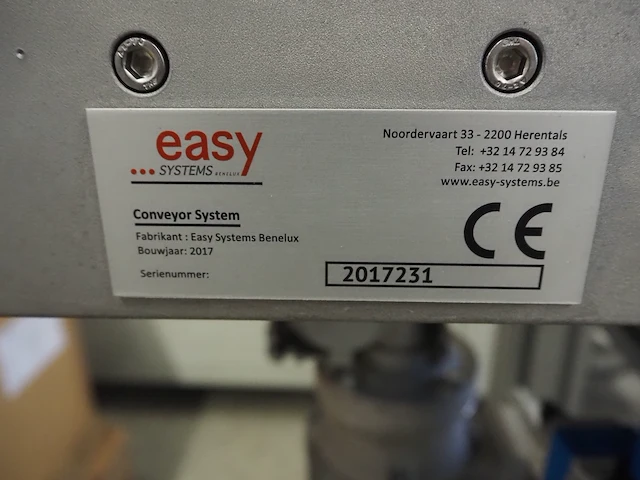 easy
...SYSTEMS BENELUX
Noordervaart 33 - 2200 Herentals
Tel: +32 14 72 93 84
Fax: +32 14 72 93 85
www.easy-systems.be
Conveyor System
Fabrikant : Easy Systems Benelux
Bouwjaar: 2017
CE
Serienummer:
2017231